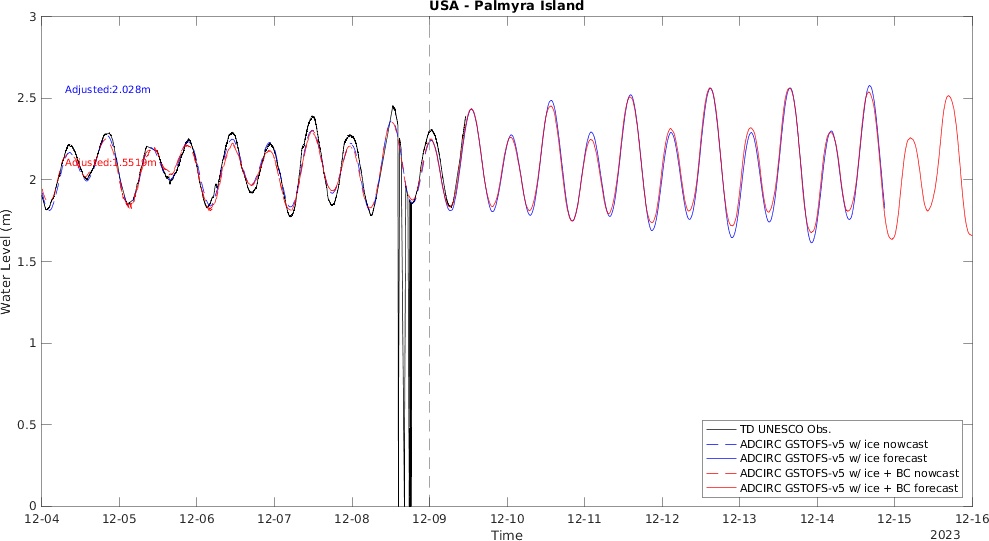 USA - Palmyra Island
3
2.5
2
1.5
1
0.5
0
Water Level (m)
Adjusted:2.028m
Adjusted:1.5519m
TD UNESCO Obs.
ADCIRC GSTOFS-v5 w/ ice nowcast
ADCIRC GSTOFS-v5 w/ ice forecast
ADCIRC GSTOFS-v5 w/ ice + BC nowcast
ADCIRC GSTOFS-v5 w/ ice + BC forecast
12-04 12-05 12-06 12-07 12-08 12-09 12-10 12-11 12-12 12-13 12-14 12-15 12-16
Time
2023